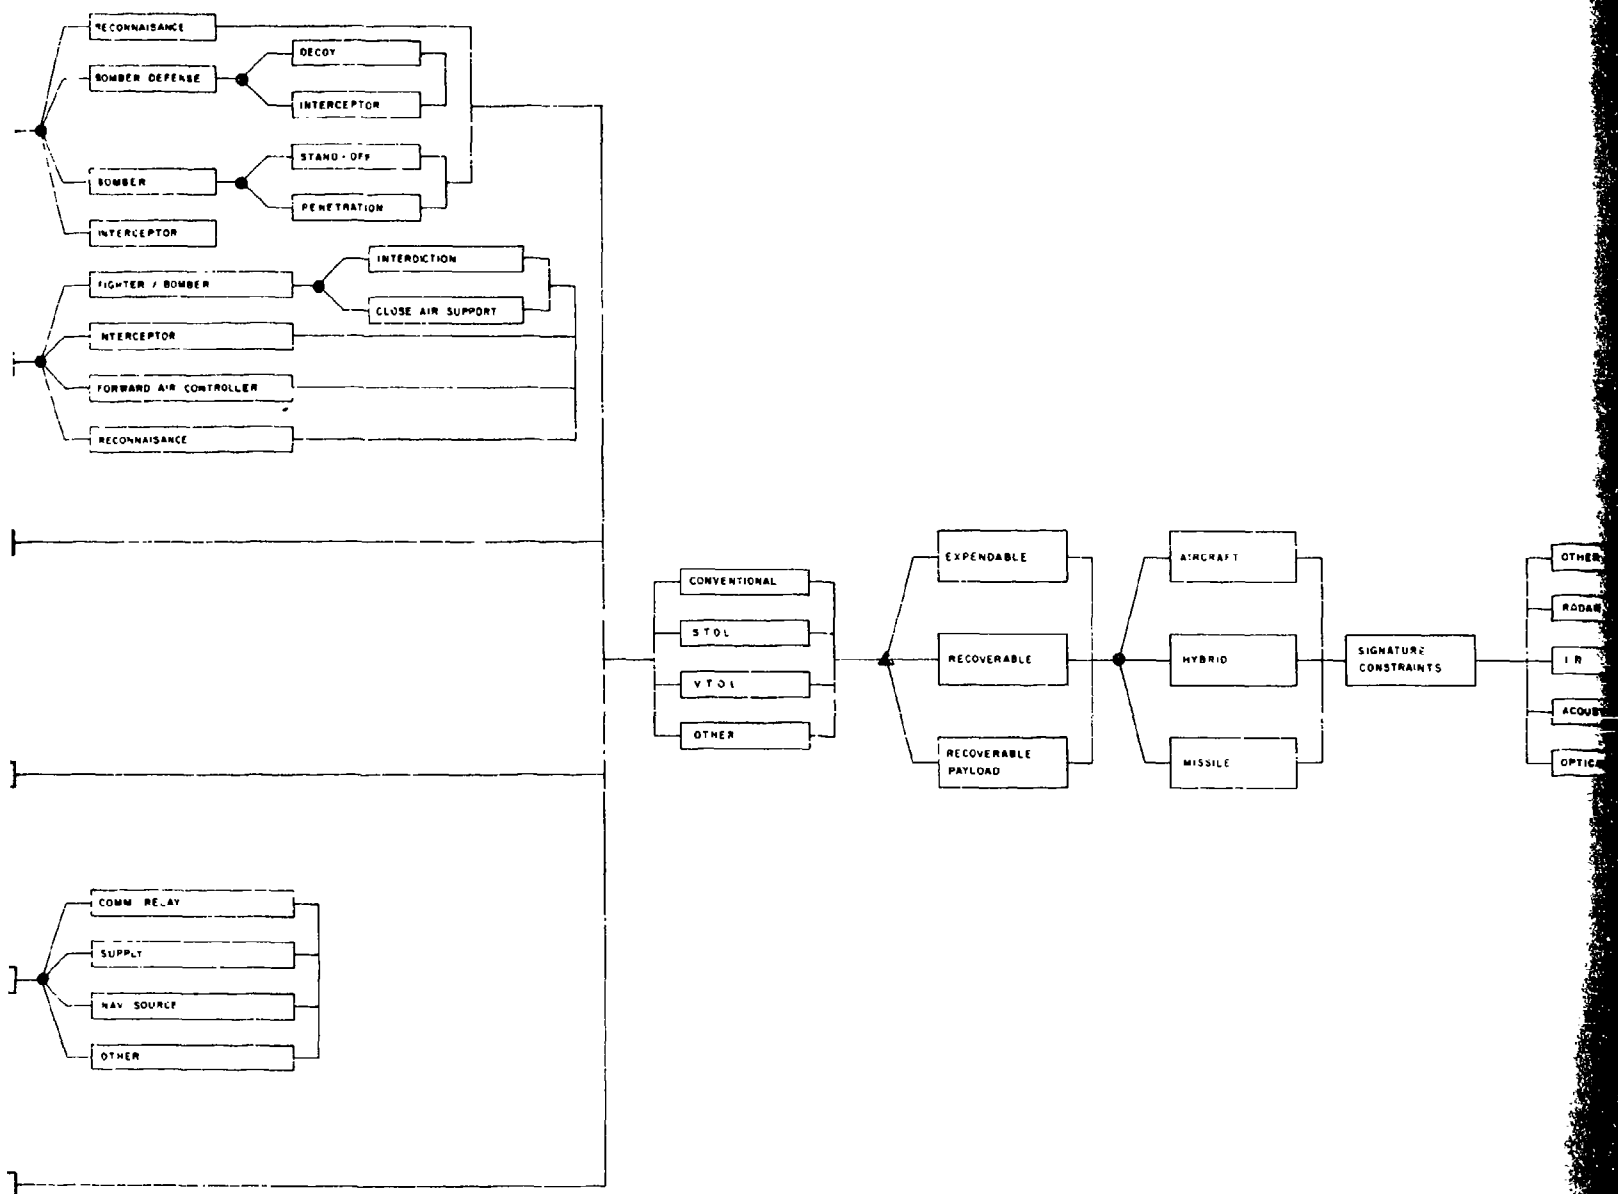 RECONNAISANCE
BOMBER DEFENSE
DECOY
INTERCEPTOR
BOMBER
STAND-OFF
PENETRATION
INTERCEPTOR
FIGHTER / BOMBER
INTERDICTION
CLOSE AIR SUPPORT
INTERCEPTOR
FORWARD AIR CONTROLLER
RECONNAISANCE
CONVENTIONAL
STOL
VTOL
OTHER
EXPENDABLE
RECOVERABLE
RECOVERABLE
PAYLOAD
AIRCRAFT
HYBRID
MISSILE
SIGNATURE
CONSTRAINTS
OTHER
RADAR
I R
COMM RELAY
SUPPLY
NAV SOURCE
OTHER